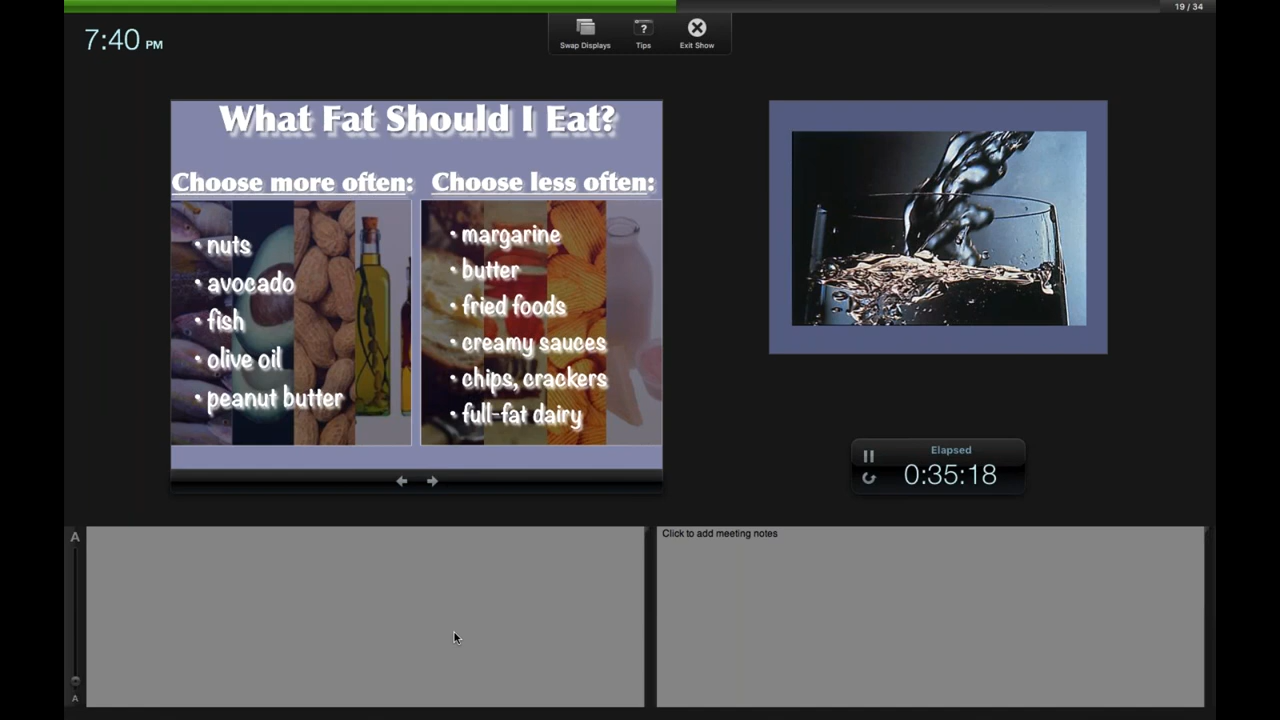 19 / 34
7:40 PM
Swap Displays
Tips
Exit Show
What Fat Should I Eat?
Choose more often:
• nuts
• avocado
• fish
• olive oil
• peanut butter
Choose less often:
• margarine
• butter
• fried foods
• creamy sauces
• chips, crackers
• full-fat dairy
Elapsed
0:35:18
A
A
Click to add meeting notes